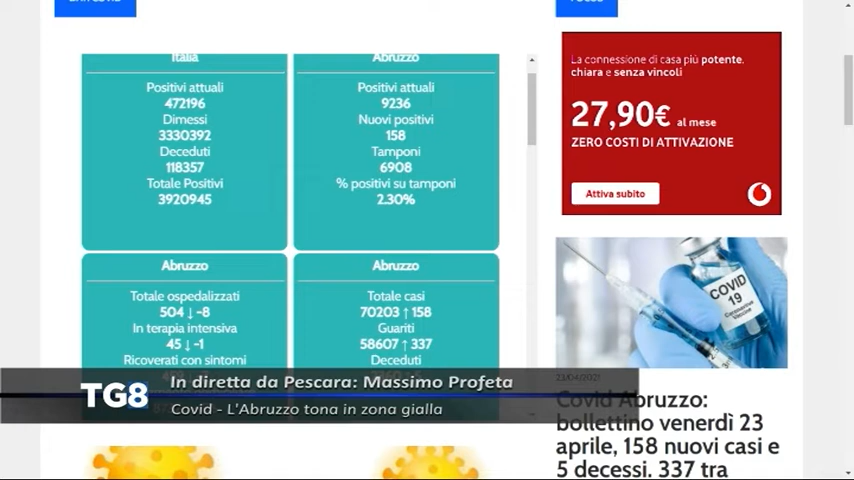 Italia
Positivi attuali
472196
Dimessi
3330392
Deceduti
118357
Totale Positivi
3920945
Abruzzo
Positivi attuali
9236
Nuovi positivi
158
Tamponi
6908
% positivi su tamponi
2.30%
Abruzzo
Totale ospedalizzati
504 ↓ -8
In terapia intensiva
45 ↓ -1
Ricoverati con sintomi
Abruzzo
Totale casi
70203 ↑ 158
Guariti
58607 ↑ 337
Deceduti
La connessione di casa più potente,
chiara e senza vincoli
27,90€ al mese
ZERO COSTI DI ATTIVAZIONE
Attiva subito
COVID
19
Coronavirus
Vaccine
23/04/2021
Covid Abruzzo:
bollettino venerdì 23
aprile, 158 nuovi casi e
5 decessi. 337 tra
TG8
In diretta da Pescara: Massimo Profeta
Covid - L'Abruzzo tona in zona gialla